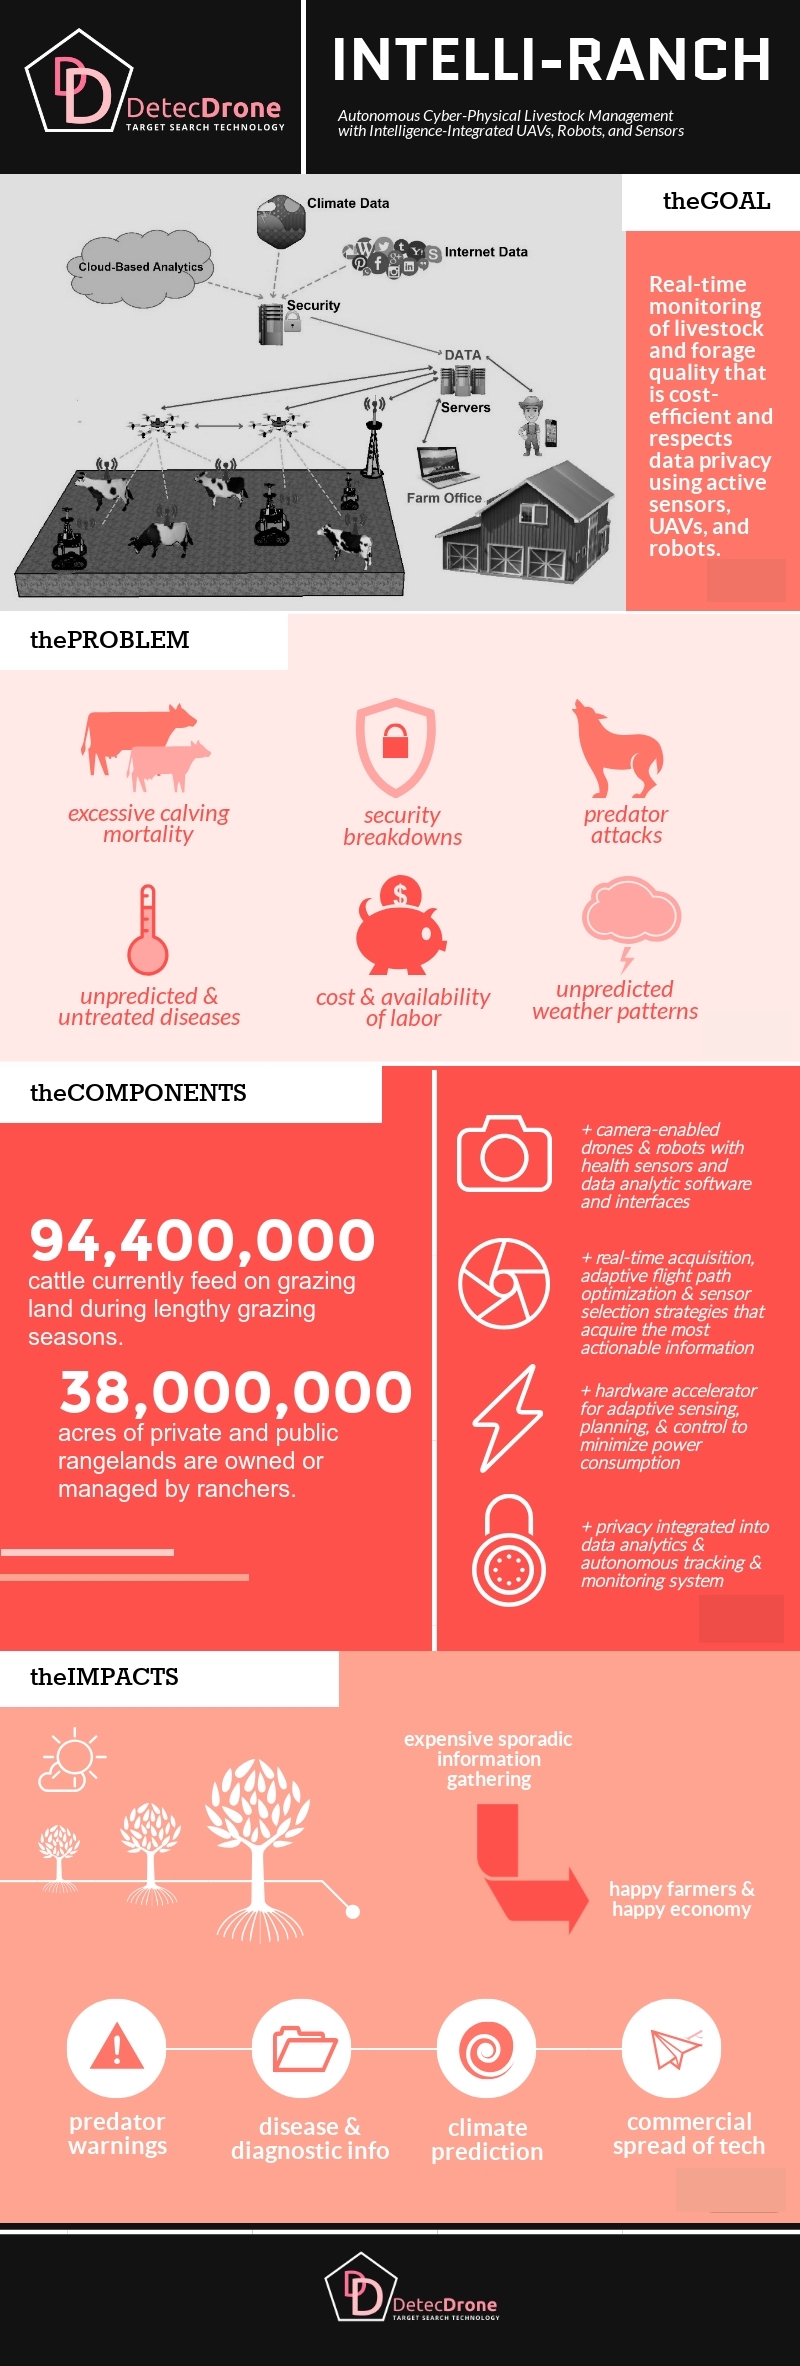 DD
DetecDrone
TARGET SEARCH TECHNOLOGY
INTELLI-RANCH
Autonomous Cyber-Physical Livestock Management
with Intelligence-Integrated UAVs, Robots, and Sensors
Climate Data
Cloud-Based Analytics
Internet Data
Security
DATA
Servers
Farm Office
theGOAL
Real-time
monitoring
of livestock
and forage
quality that
is cost-
efficient and
respects
data privacy
using active
sensors,
UAVs, and
robots.
thePROBLEM
excessive calving
mortality
security
breakdowns
predator
attacks
$
unpredicted &
untreated diseases
cost & availability
of labor
unpredicted
weather patterns
theCOMPONENTS
94,400,000
cattle currently feed on grazing
land during lengthy grazing
seasons.
38,000,000
acres of private and public
rangelands are owned or
managed by ranchers.
+ camera-enabled
drones & robots with
health sensors and
data analytic software
and interfaces
+ real-time acquisition,
adaptive flight path
optimization & sensor
selection strategies that
acquire the most
actionable information
+ hardware accelerator
for adaptive sensing,
planning, & control to
minimize power
consumption
+ privacy integrated into
data analytics &
autonomous tracking &
monitoring system
theIMPACTS
expensive sporadic
information
gathering
happy farmers &
happy economy
predator
warnings
disease &
diagnostic info
climate
prediction
commercial
spread of tech
DD
DetecDrone
TARGET SEARCH TECHNOLOGY